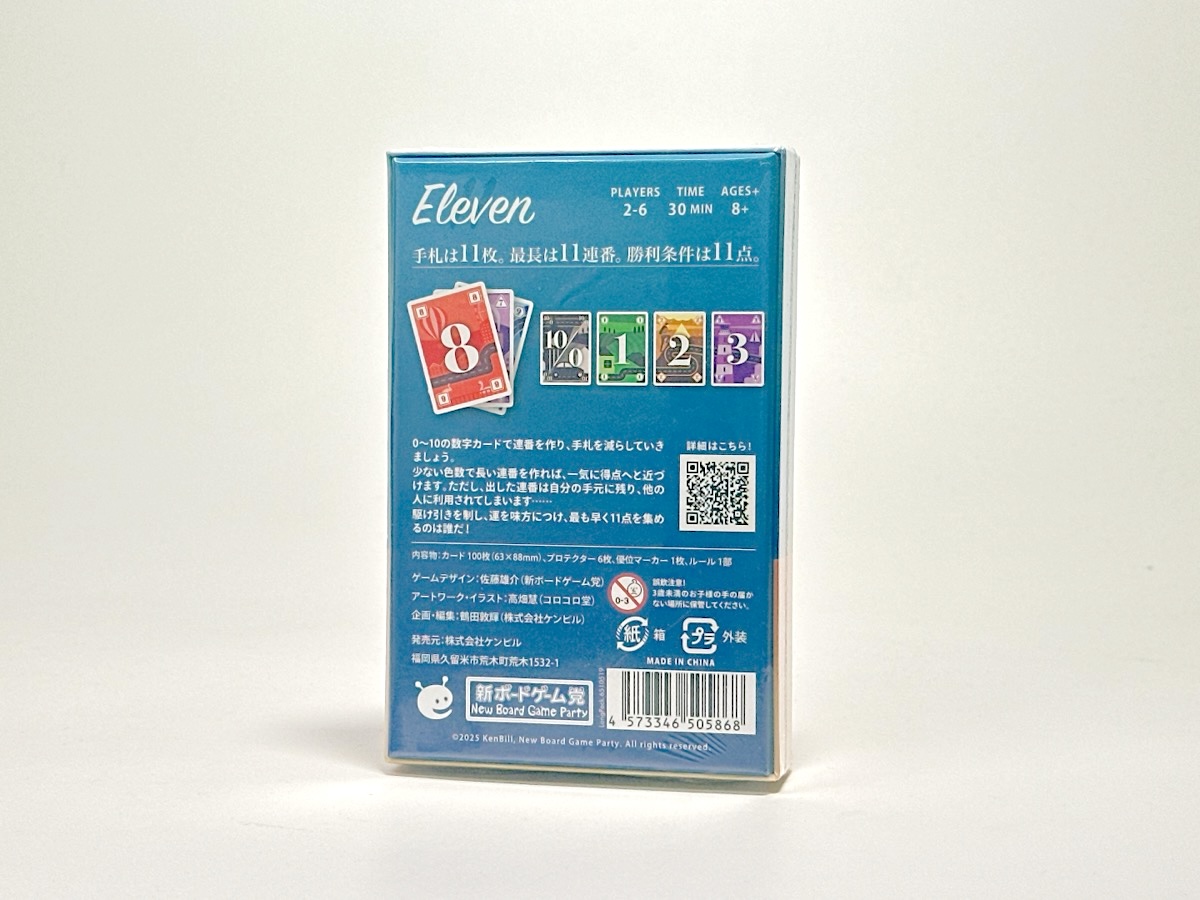 Eleven
PLAYERS TIME AGES+
2-6 30 MIN 8+
手札は11枚。最長は11連番。勝利条件は11点。
8
10/0
1
2
3
0〜10の数字カードで連番を作り、手札を減らしていき
ましょう。
少ない色数で長い連番を作れば、一気に得点へと近づ
けます。ただし、出した連番は自分の手元に残り、他の
人に利用されてしまいます……
駆け引きを制し、運を味方につけ、最も早く11点を集め
るのは誰だ！
詳細はこちら！
内容物：カード 100枚（63×88mm）、プロテクター 6枚、優位マーカー 1枚、ルール 1部
ゲームデザイン：佐藤雄介（新ボードゲーム党）
アートワーク・イラスト：高畑慧（コロコロ堂）
企画・編集：鶴田敦輝（株式会社ケンビル）
発売元：株式会社ケンビル
福岡県久留米市荒木町荒木1532-1
0-3
誤飲注意！
3歳未満のお子様の手の届か
ない場所に保管してください。
紙 箱 プラ 外装
MADE IN CHINA
新ボードゲーム党
New Board Game Party
4 573346 505868
©2025 KenBill, New Board Game Party. All rights reserved.